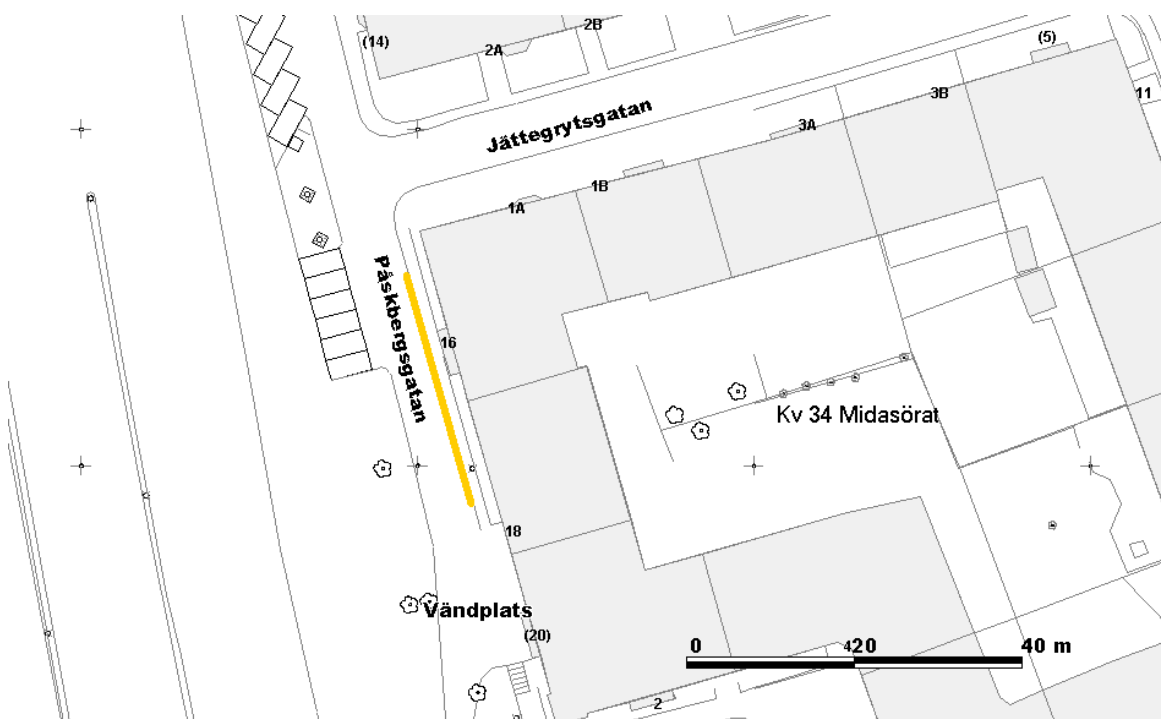 2B
(14)
2A
(5)
3B
11
Jättegrytsgatan
3A
1B
1A
Påskbergsgatan
16
Kv 34 Midasörat
18
Vändplats
(20)
0
20
40 m
4
2